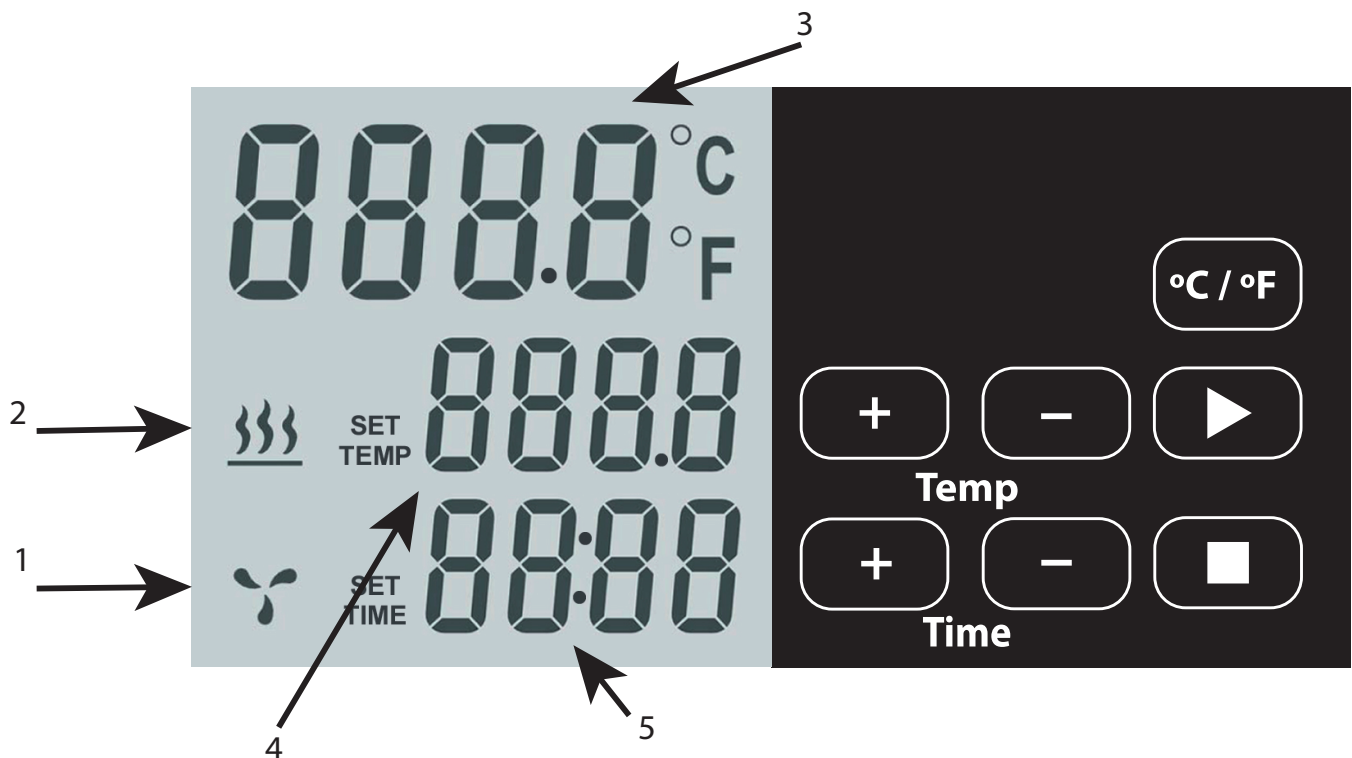 3
888.8 °C
°F
°C / °F
2
SET
TEMP
888.8
+
−
Temp
1
SET
TIME
88:88
+
−
Time
4
5